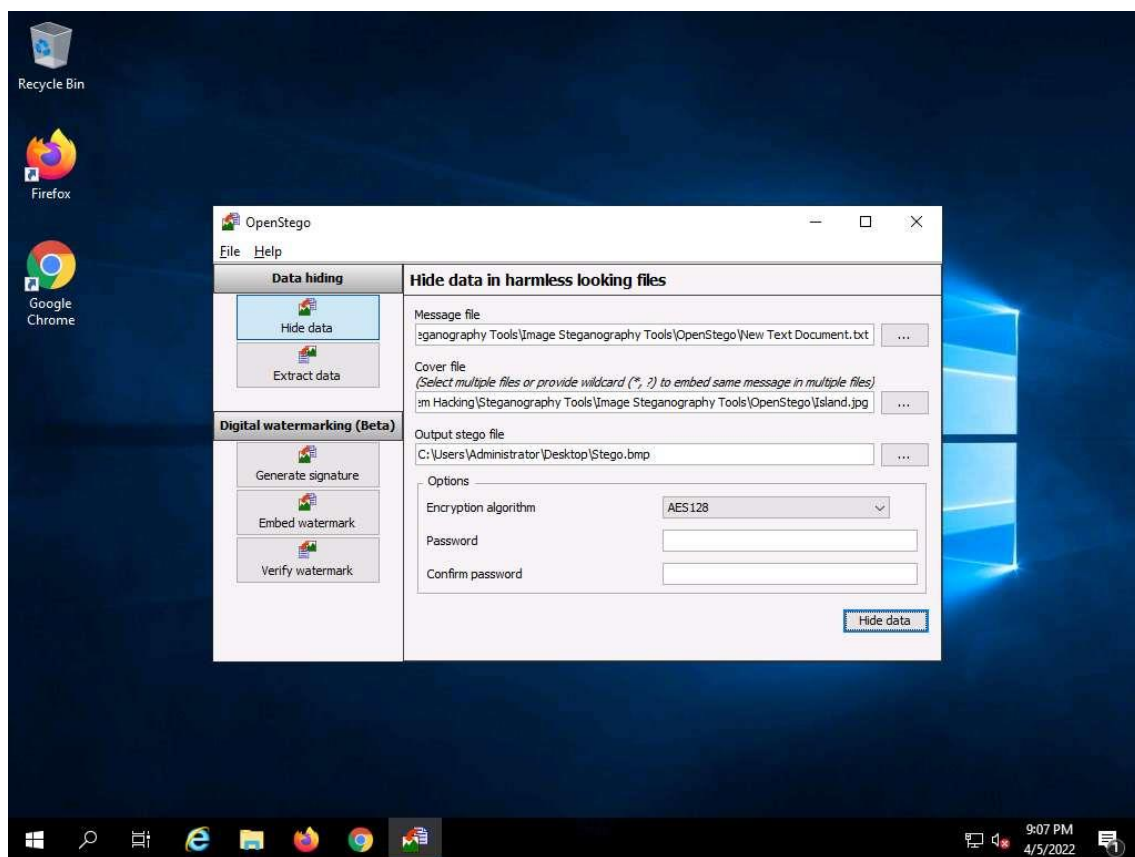 Recycle Bin
Firefox
Google
Chrome
OpenStego
File Help
Data hiding
Hide data
Extract data
Digital watermarking (Beta)
Generate signature
Embed watermark
Verify watermark
Hide data in harmless looking files
Message file
eganography Tools\Image Steganography Tools\OpenStego\New Text Document.txt
...
Cover file
(Select multiple files or provide wildcard (*, ?) to embed same message in multiple files)
em Hacking\Steganography Tools\Image Steganography Tools\OpenStego\Island.jpg
...
Output stego file
C:\Users\Administrator\Desktop\Stego.bmp
...
Options
Encryption algorithm
AES128
Password
Confirm password
Hide data
9:07 PM
4/5/2022
1